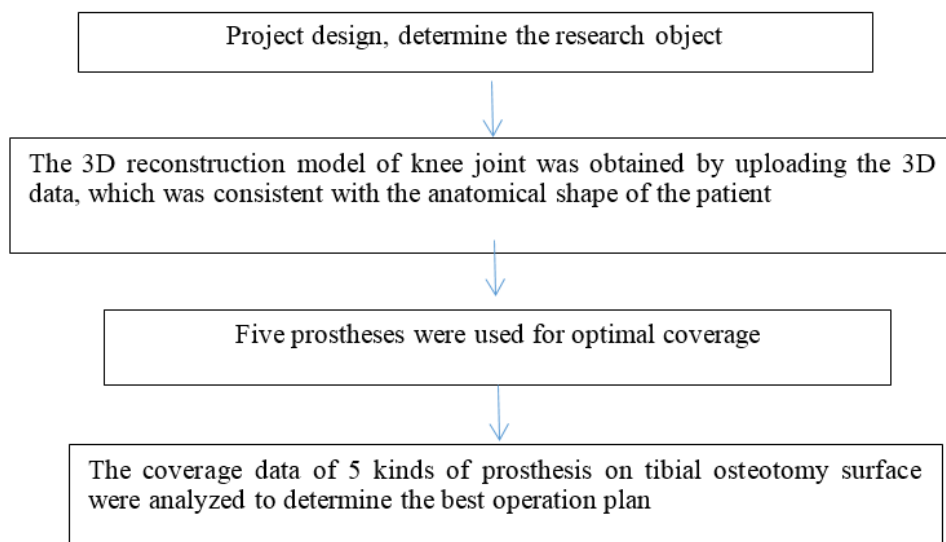 Project design, determine the research object
The 3D reconstruction model of knee joint was obtained by uploading the 3D
data, which was consistent with the anatomical shape of the patient
Five prostheses were used for optimal coverage
The coverage data of 5 kinds of prosthesis on tibial osteotomy surface
were analyzed to determine the best operation plan